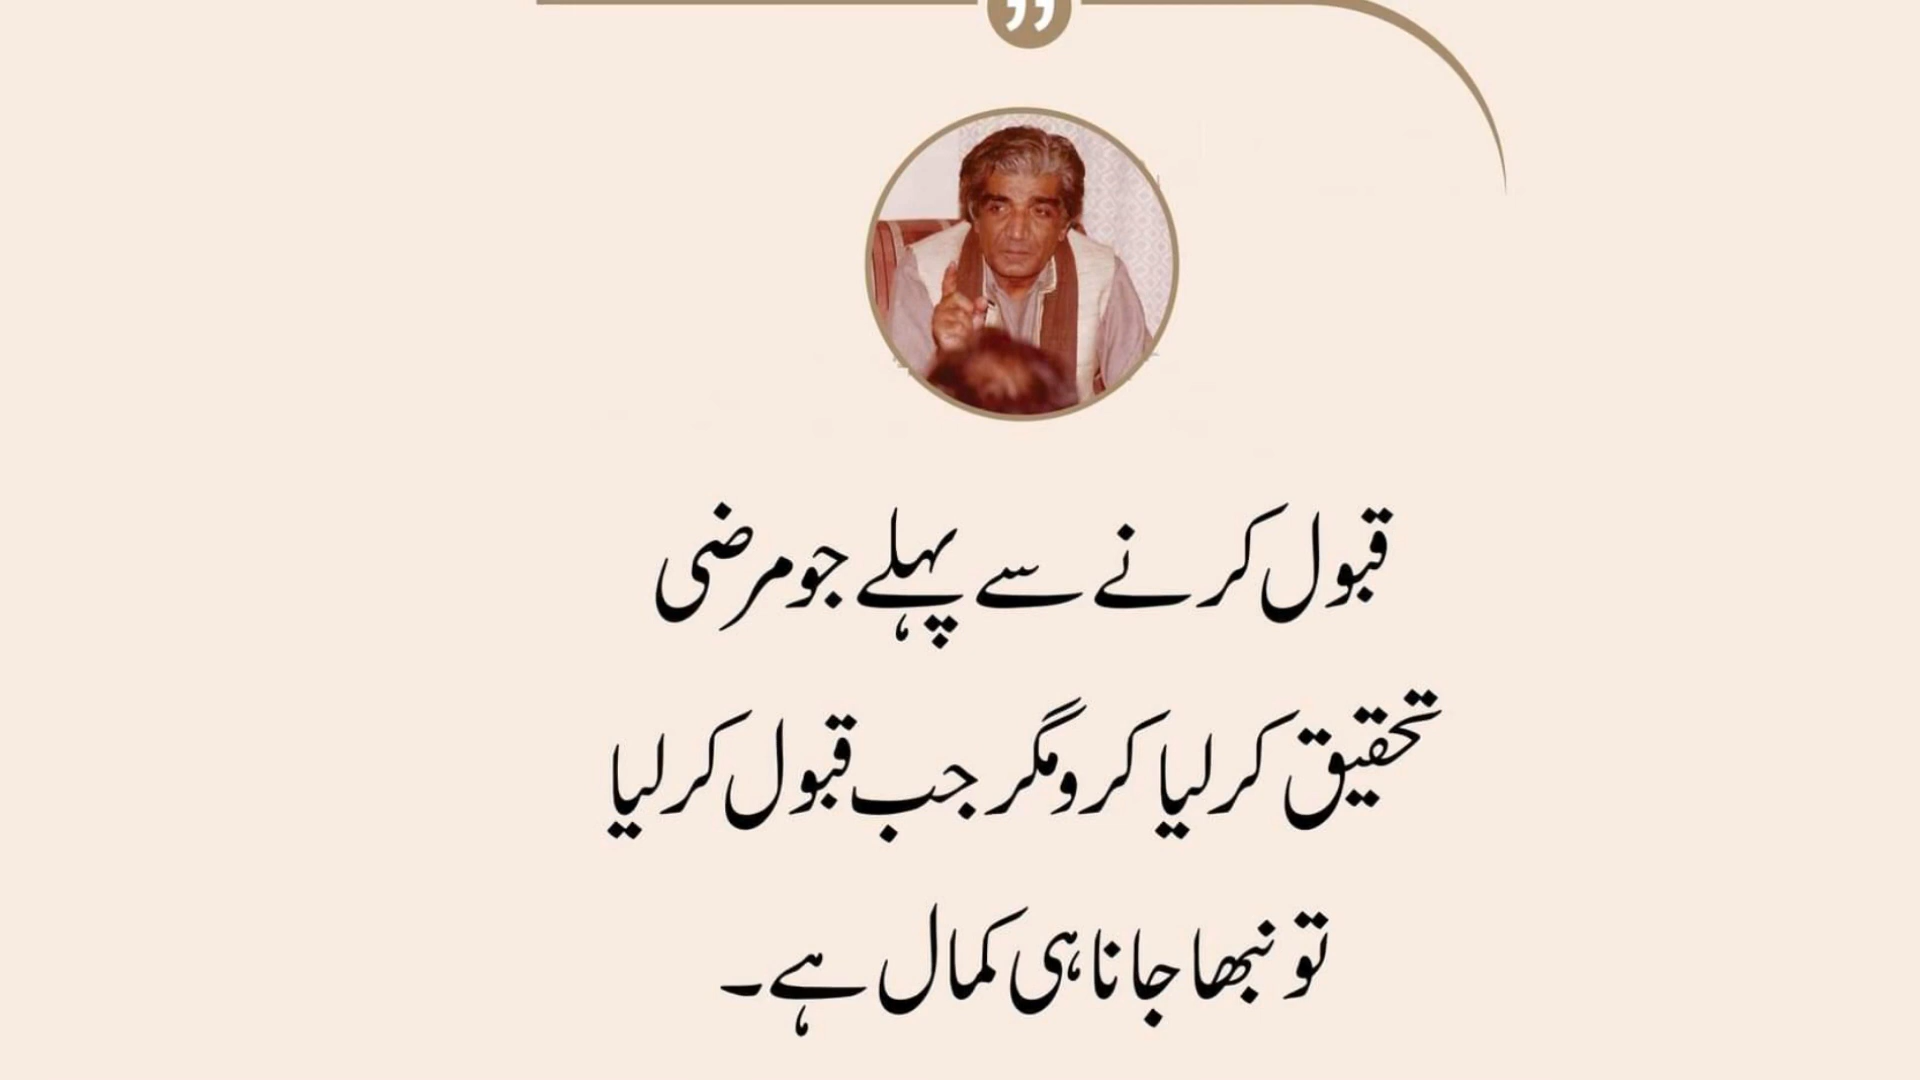 قبول کرنے سے پہلے جو مرضی
تحقیق کر لیا کرو مگر جب قبول کر لیا
تو نبھا جانا ہی کمال ہے۔